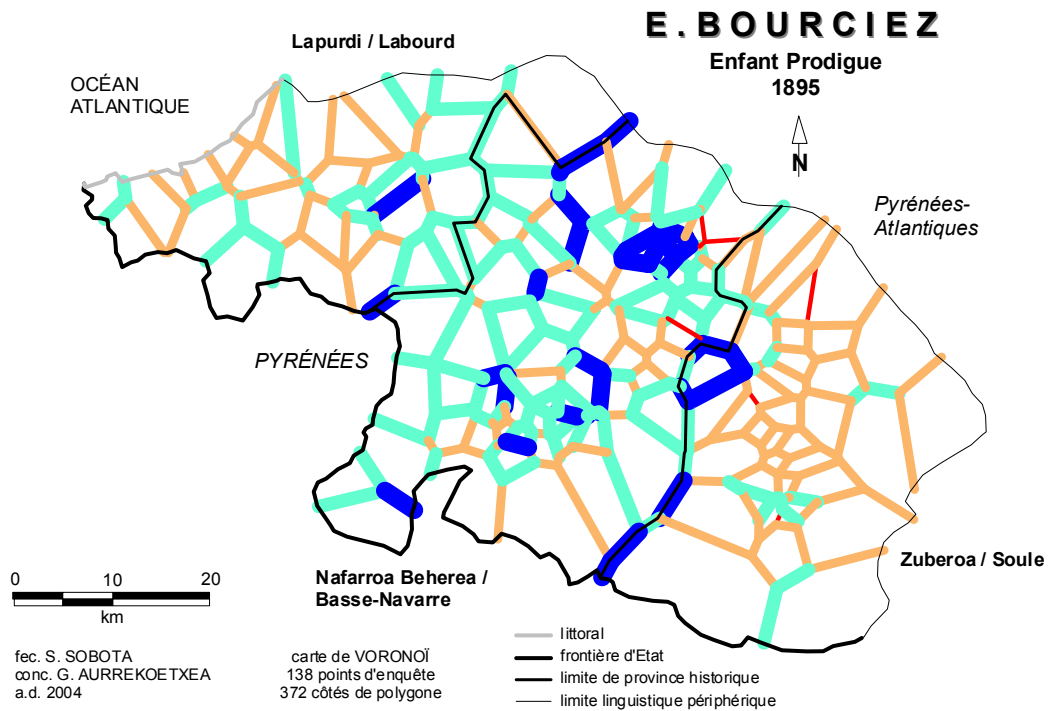 E. BOURCIEZ
Enfant Prodigue
1895
N
Lapurdi / Labourd
OCÉAN
ATLANTIQUE
Pyrénées-
Atlantiques
PYRÉNÉES
Zuberoa / Soule
Nafarroa Beherea /
Basse-Navarre
0 10 20
km
fec. S. SOBOTA
conc. G. AURREKOETXEA
a.d. 2004
carte de VORONOÏ
138 points d'enquête
372 côtés de polygone
littoral
frontière d'Etat
limite de province historique
limite linguistique périphérique